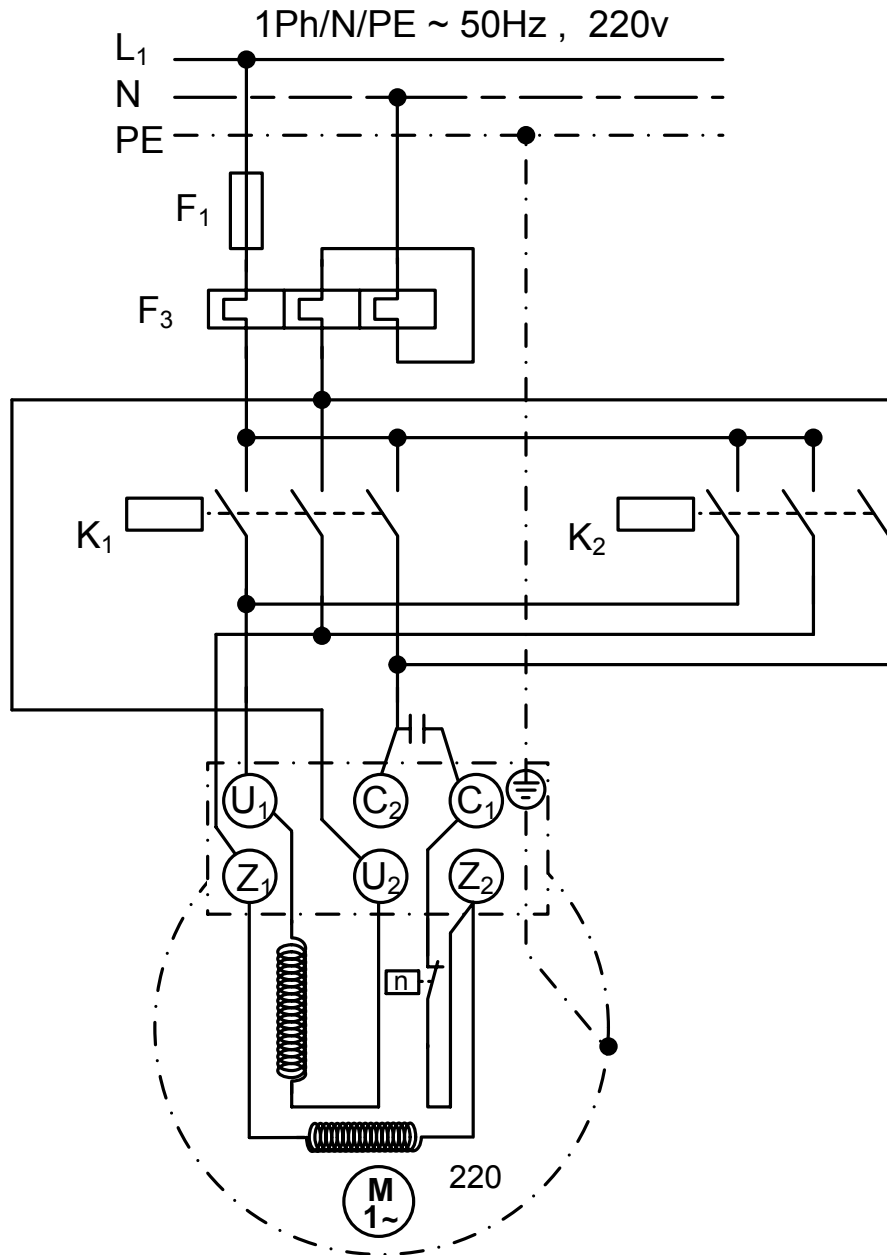 1Ph/N/PE ~ 50Hz , 220v
L₁
N
PE
F₁
F₃
K₁
K₂
U₁
C₂
C₁
Z₁
U₂
Z₂
n
220
M
1~